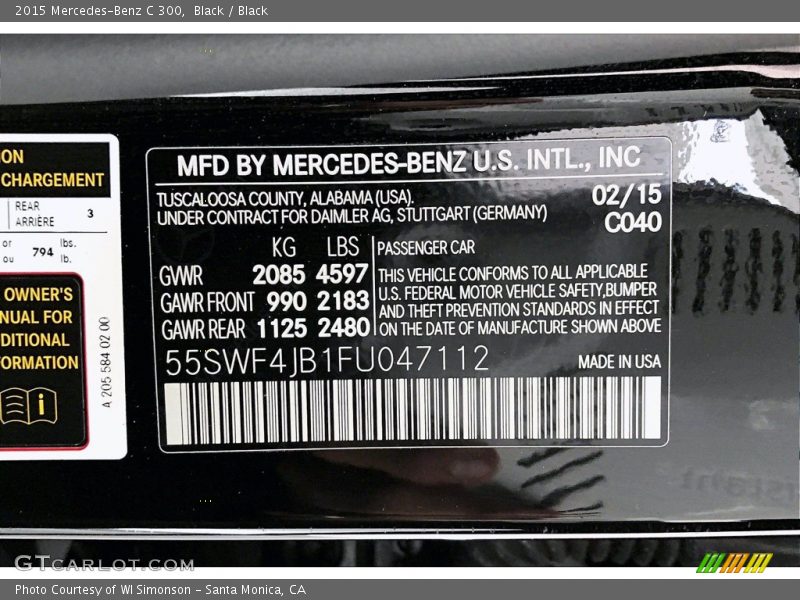 2015 Mercedes-Benz C 300, Black / Black
ON
CHARGEMENT
REAR
ARRIÈRE
3
or
ou
794
lbs.
lb.
OWNER'S
NUAL FOR
DITIONAL
FORMATION
i
A 205 584 02 00
MFD BY MERCEDES-BENZ U.S. INTL., INC
TUSCALOOSA COUNTY, ALABAMA (USA).
UNDER CONTRACT FOR DAIMLER AG, STUTTGART (GERMANY)
02/15
C040
KG LBS
GWR 2085 4597
GAWR FRONT 990 2183
GAWR REAR 1125 2480
PASSENGER CAR
THIS VEHICLE CONFORMS TO ALL APPLICABLE
U.S. FEDERAL MOTOR VEHICLE SAFETY,BUMPER
AND THEFT PREVENTION STANDARDS IN EFFECT
ON THE DATE OF MANUFACTURE SHOWN ABOVE
55SWF4JB1FU047112
MADE IN USA
GTCARLOT.COM
Photo Courtesy of WI Simonson - Santa Monica, CA